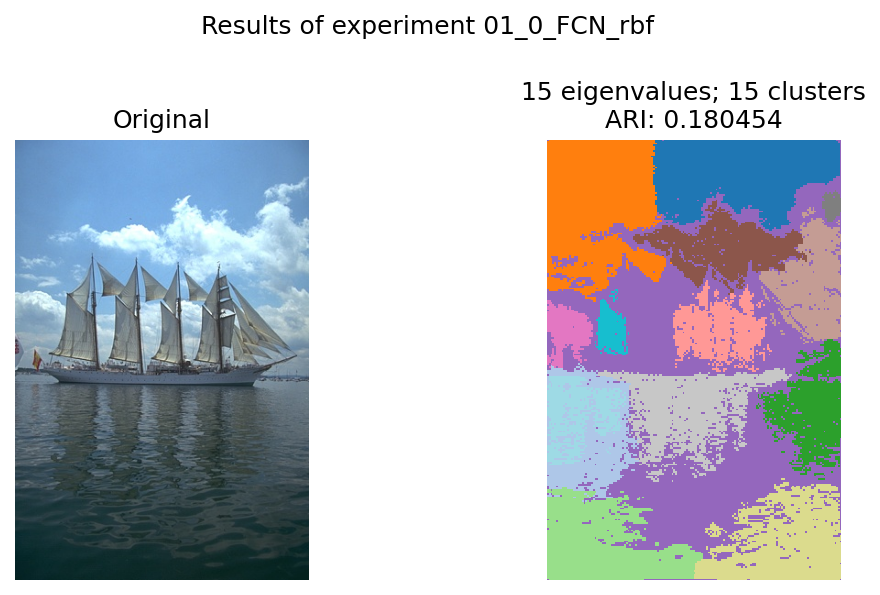 Results of experiment 01_0_FCN_rbf
Original
15 eigenvalues; 15 clusters
ARI: 0.180454